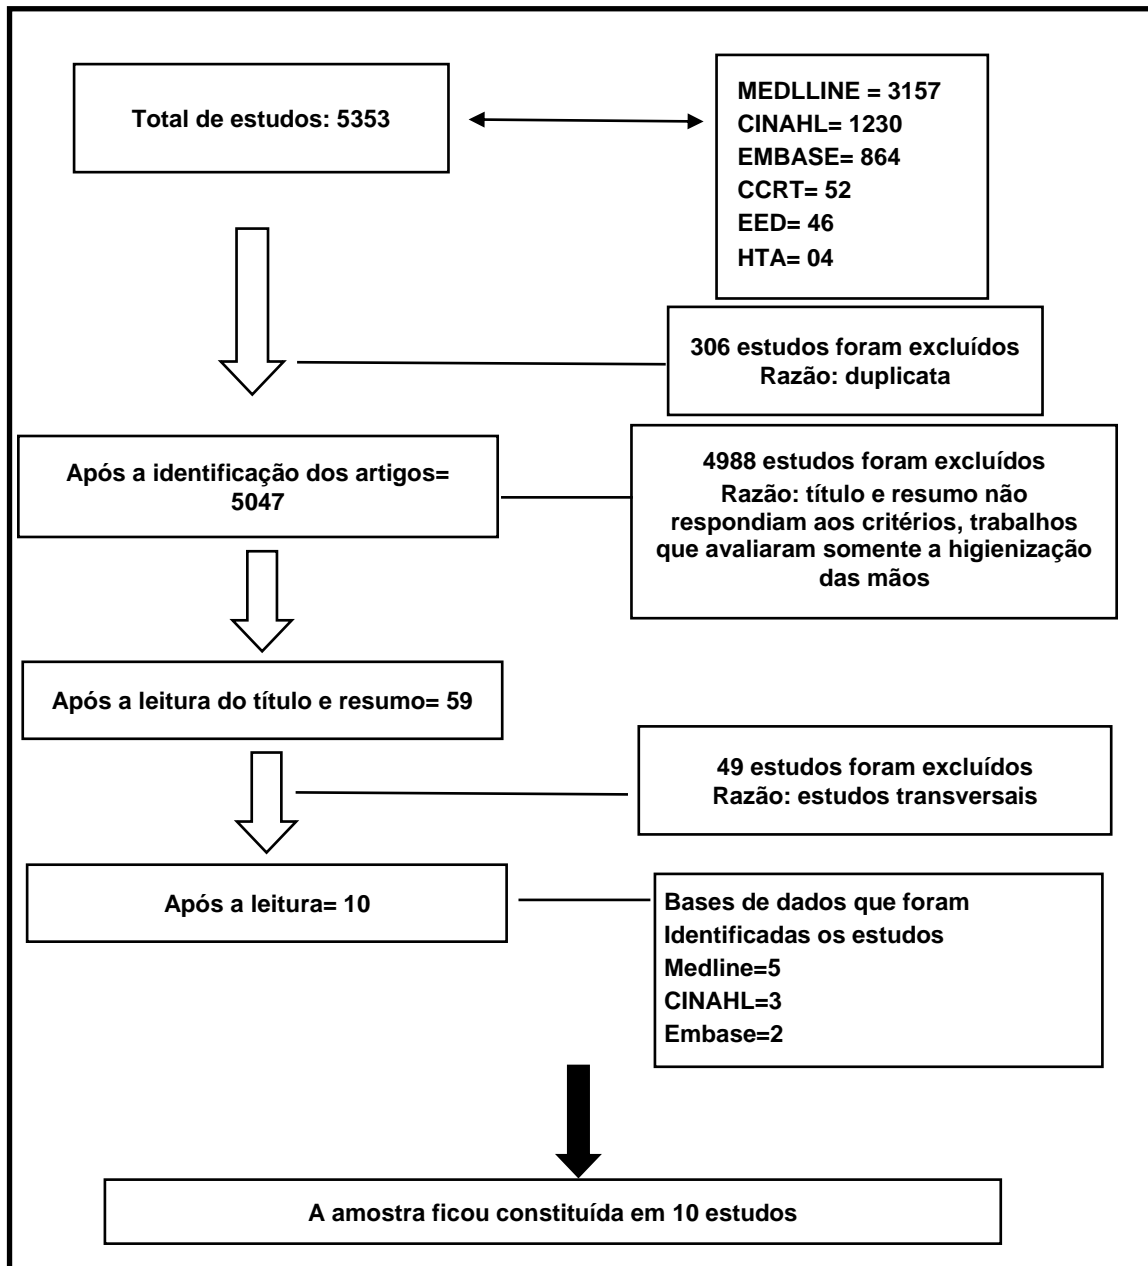 Total de estudos: 5353
MEDLLINE = 3157
CINAHL= 1230
EMBASE= 864
CCRT= 52
EED= 46
HTA= 04
306 estudos foram excluídos
Razão: duplicata
Após a identificação dos artigos=
5047
4988 estudos foram excluídos
Razão: título e resumo não
respondiam aos critérios, trabalhos
que avaliaram somente a higienização
das mãos
Após a leitura do título e resumo= 59
49 estudos foram excluídos
Razão: estudos transversais
Após a leitura= 10
Bases de dados que foram
Identificadas os estudos
Medline=5
CINAHL=3
Embase=2
A amostra ficou constituída em 10 estudos